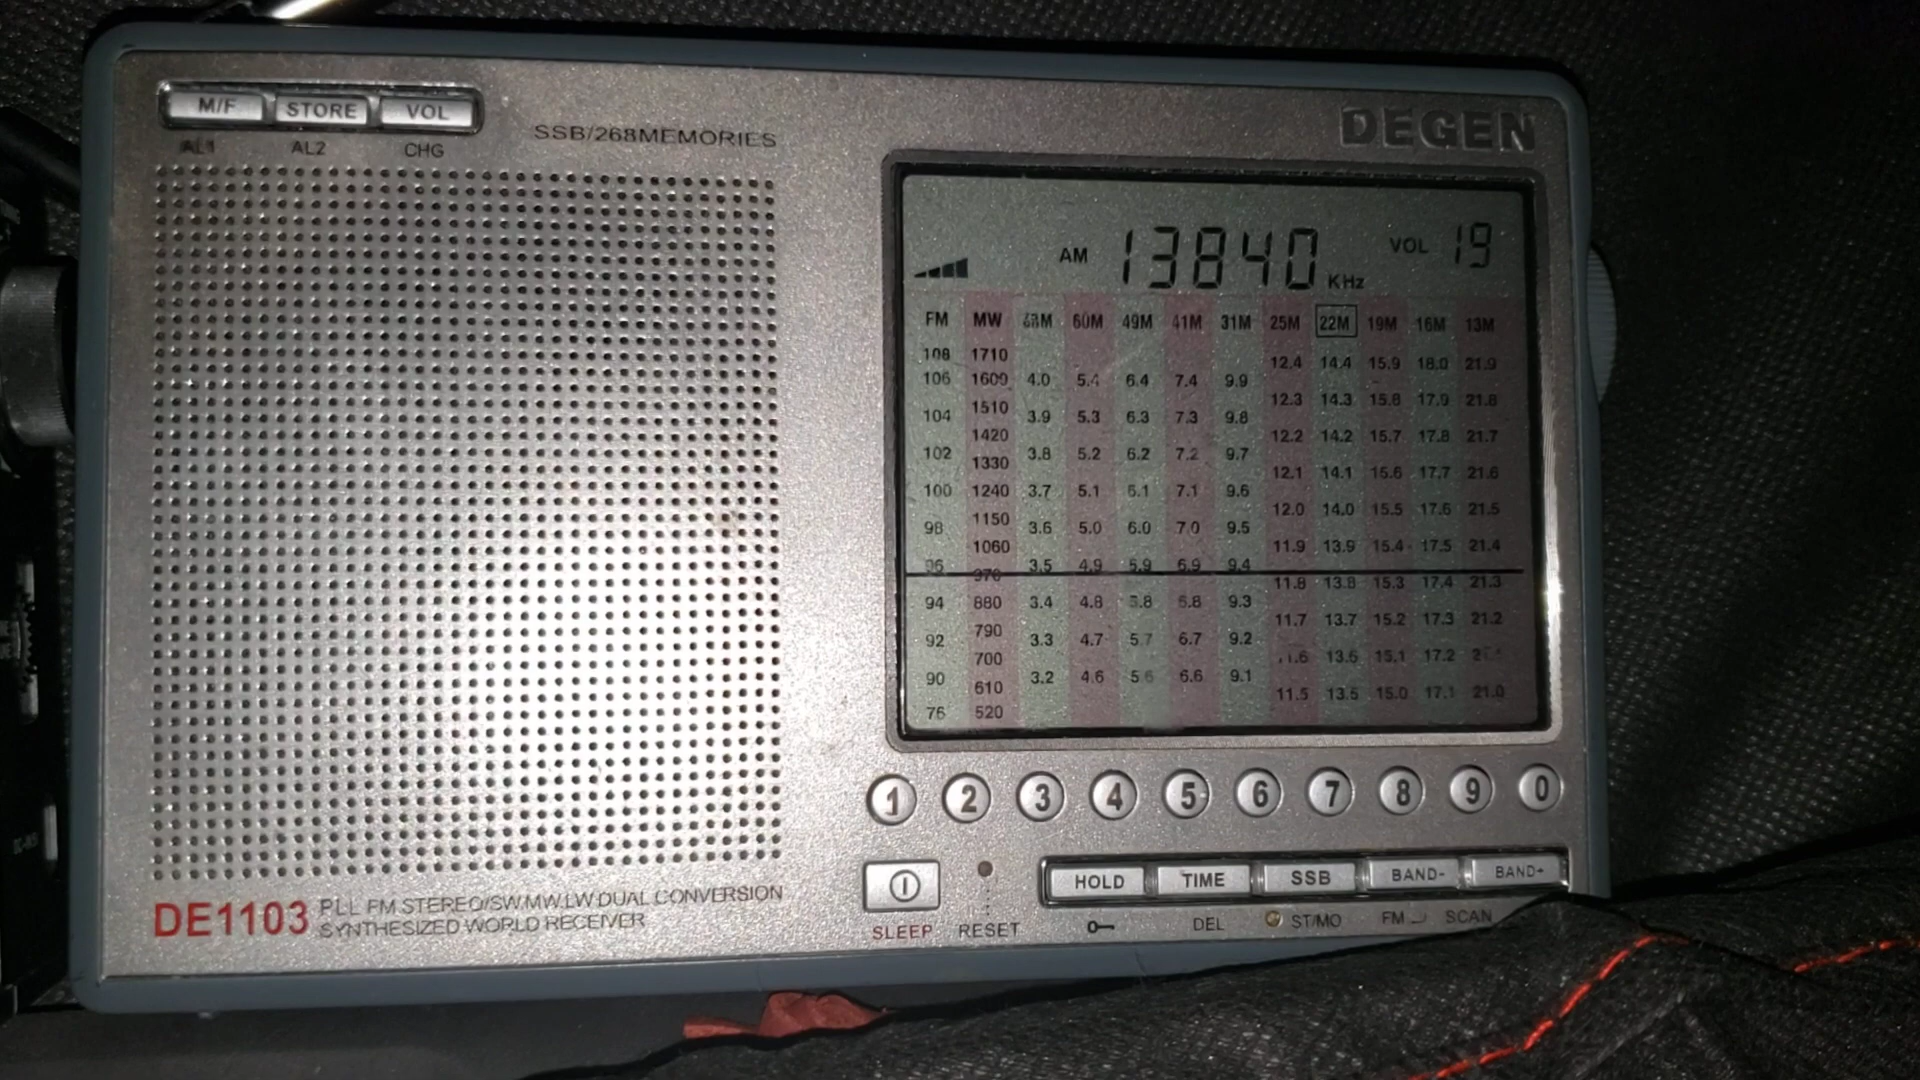 M/F STORE VOL
AL1 AL2 CHG
SSB/268MEMORIES
DEGEN
AM 13840 KHz VOL 19
FM MW 60M 49M 41M 31M 25M 22M 19M 16M 13M
108 1710 12.4 14.4 15.9 18.0 21.9
106 1609 4.0 5.4 6.4 7.4 9.9
1510 12.3 14.3 15.8 17.9 21.8
104 3.9 5.3 6.3 7.3 9.8
1420 12.2 14.2 15.7 17.8 21.7
102 3.8 5.2 6.2 7.2 9.7
1330 12.1 14.1 15.6 17.7 21.6
100 1240 3.7 5.1 6.1 7.1 9.6
1150 12.0 14.0 15.5 17.6 21.5
98 3.6 5.0 6.0 7.0 9.5
1060 11.9 13.9 15.4 17.5 21.4
96 3.5 4.9 5.9 6.9 9.4
970 11.8 13.8 15.3 17.4 21.3
94 880 3.4 4.8 5.8 6.8 9.3
790 11.7 13.7 15.2 17.3 21.2
92 3.3 4.7 5.7 6.7 9.2
700 11.6 13.6 15.1 17.2
90 3.2 4.6 5.6 6.6 9.1
610 11.5 13.5 15.0 17.1 21.0
76 520
1 2 3 4 5 6 7 8 9 0
HOLD TIME SSB BAND- BAND+
SLEEP RESET DEL ST/MO FM SCAN
DE1103 PLL FM STEREO/SW.MW.LW DUAL CONVERSION
SYNTHESIZED WORLD RECEIVER